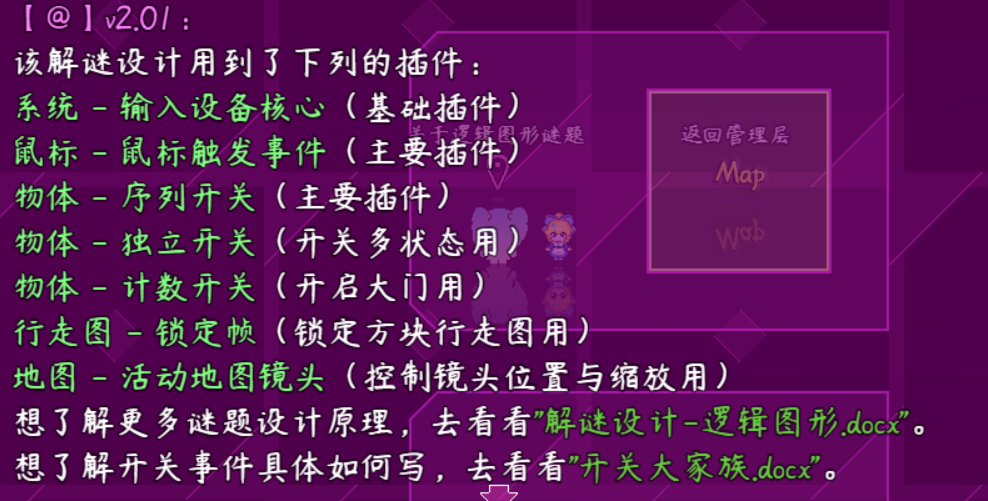 【@】v2.01：
该解谜设计用到了下列的插件：
系统 - 输入设备核心（基础插件）
鼠标 - 鼠标触发事件（主要插件）
物体 - 序列开关（主要插件）
物体 - 独立开关（开关多状态用）
物体 - 计数开关（开启大门用）
行走图 - 锁定帧（锁定方块行走图用）
地图 - 活动地图镜头（控制镜头位置与缩放用）
想了解更多谜题设计原理，去看看"解谜设计-逻辑图形.docx"。
想了解开关事件具体如何写，去看看"开关大家族.docx"。
关于逻辑图形谜题
返回管理层
Map